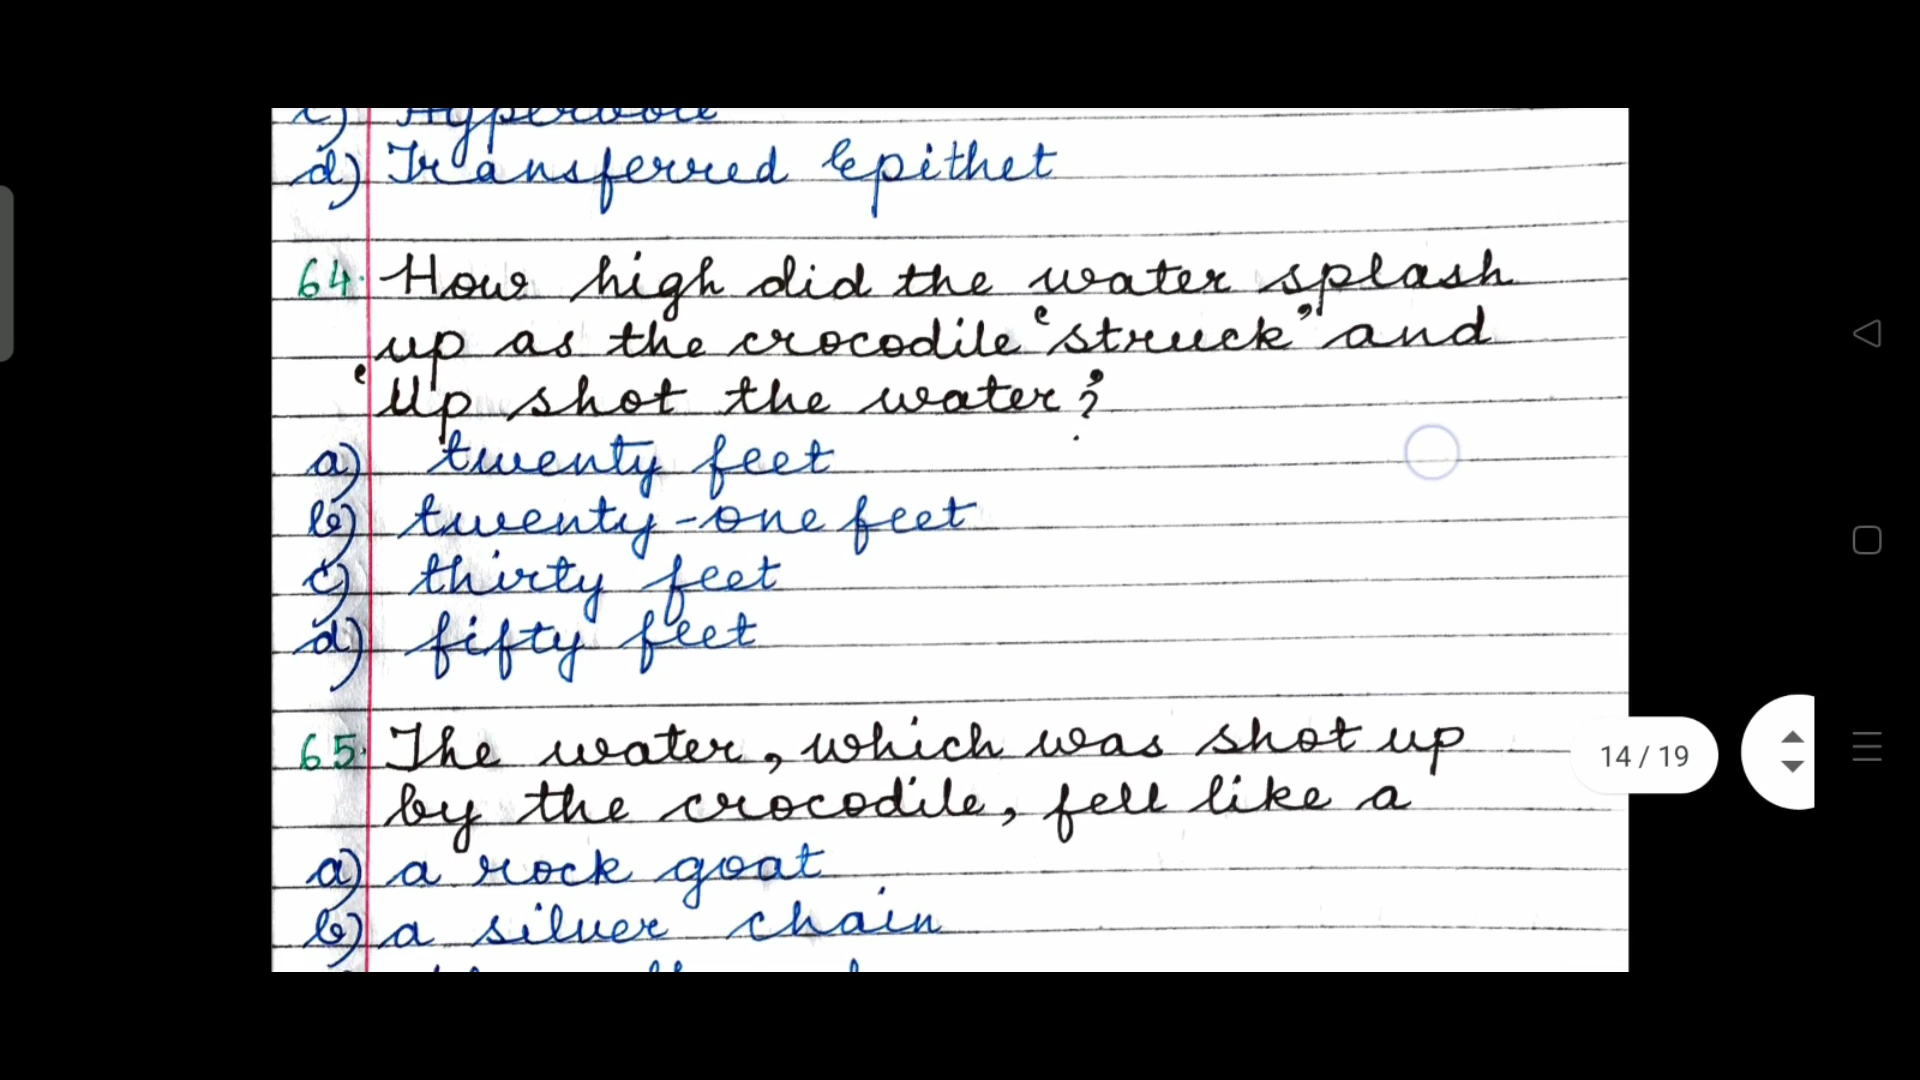 c) Hyperbole
d) Transferred Epithet
64. How high did the water splash
up as the crocodile "struck" and
'Up shot the water'?
a) twenty feet
b) twenty-one feet
c) thirty feet
d) fifty feet
65. The water, which was shot up
by the crocodile, fell like a
a) a rock goat
b) a silver chain
14 / 19